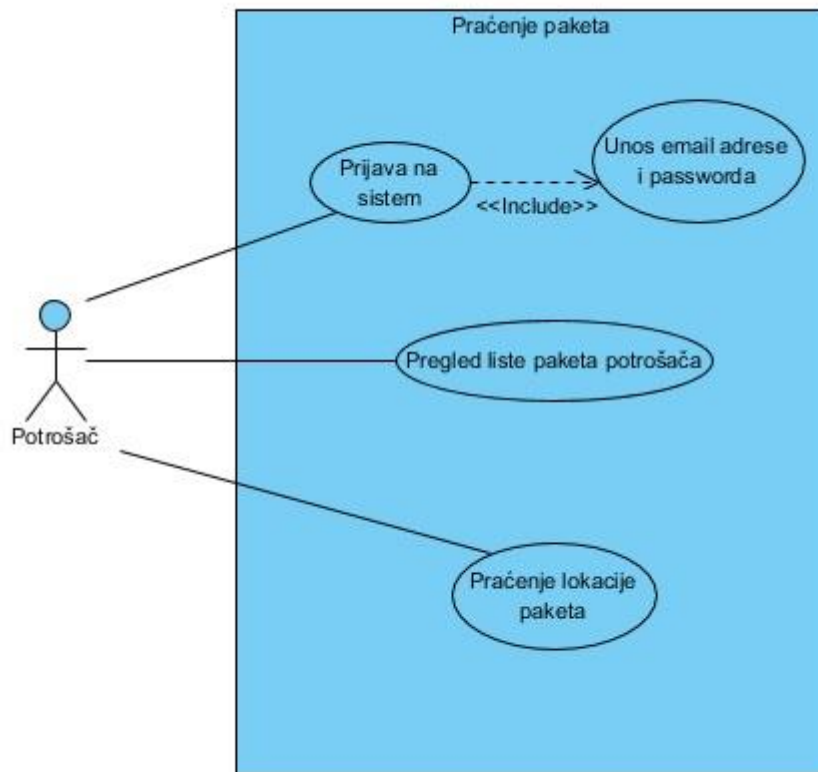 Praćenje paketa
Prijava na
sistem
<<Include>>
Unos email adrese
i passworda
Pregled liste paketa potrošača
Potrošač
Praćenje lokacije
paketa